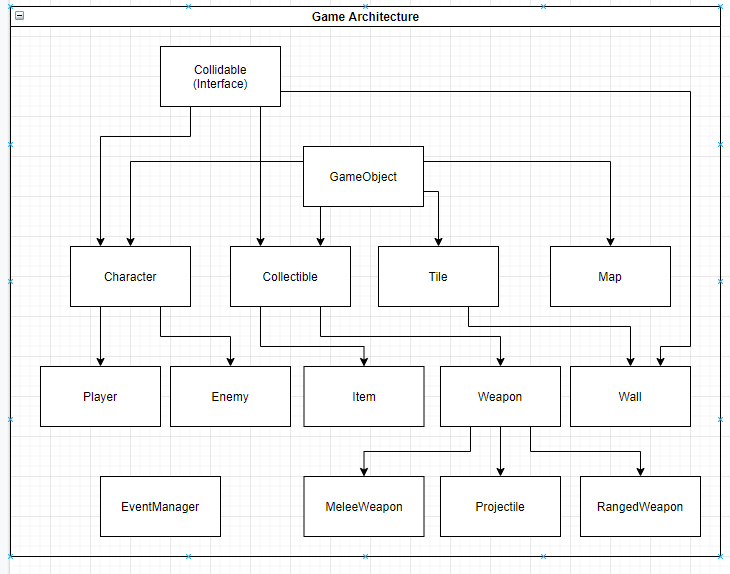 Game Architecture
Collidable
(Interface)
GameObject
Character
Collectible
Tile
Map
Player
Enemy
Item
Weapon
Wall
EventManager
MeleeWeapon
Projectile
RangedWeapon